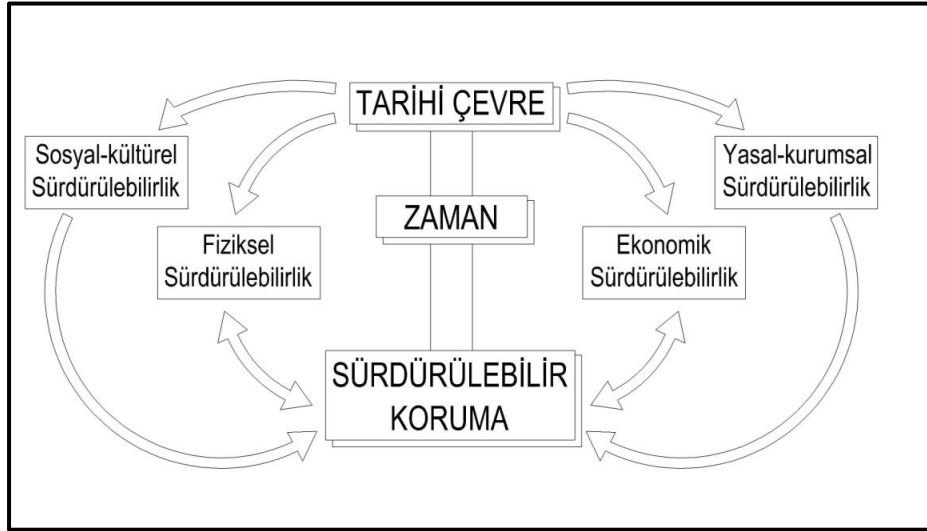 TARİHİ ÇEVRE
Sosyal-kültürel
Sürdürülebilirlik
Yasal-kurumsal
Sürdürülebilirlik
ZAMAN
Fiziksel
Sürdürülebilirlik
Ekonomik
Sürdürülebilirlik
SÜRDÜRÜLEBİLİR
KORUMA